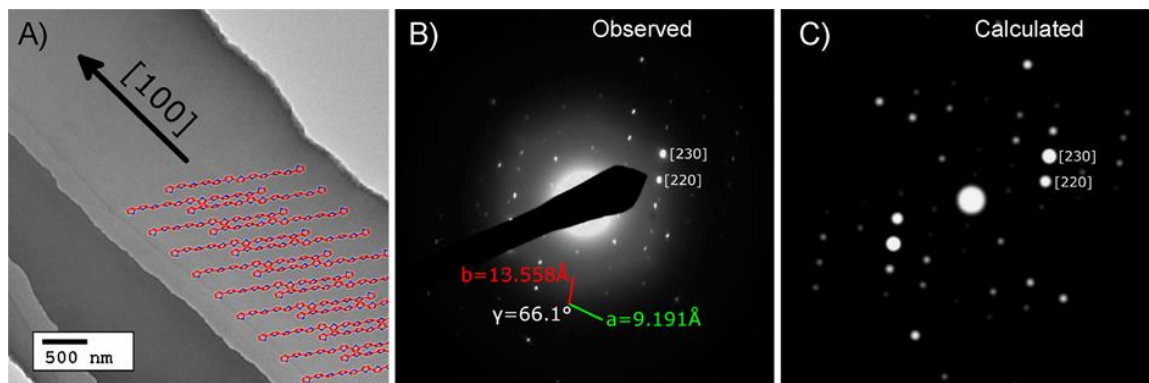 A)
[100]
500 nm
B)
Observed
[230]
[220]
b=13.558Å
γ=66.1°
a=9.191Å
C)
Calculated
[230]
[220]